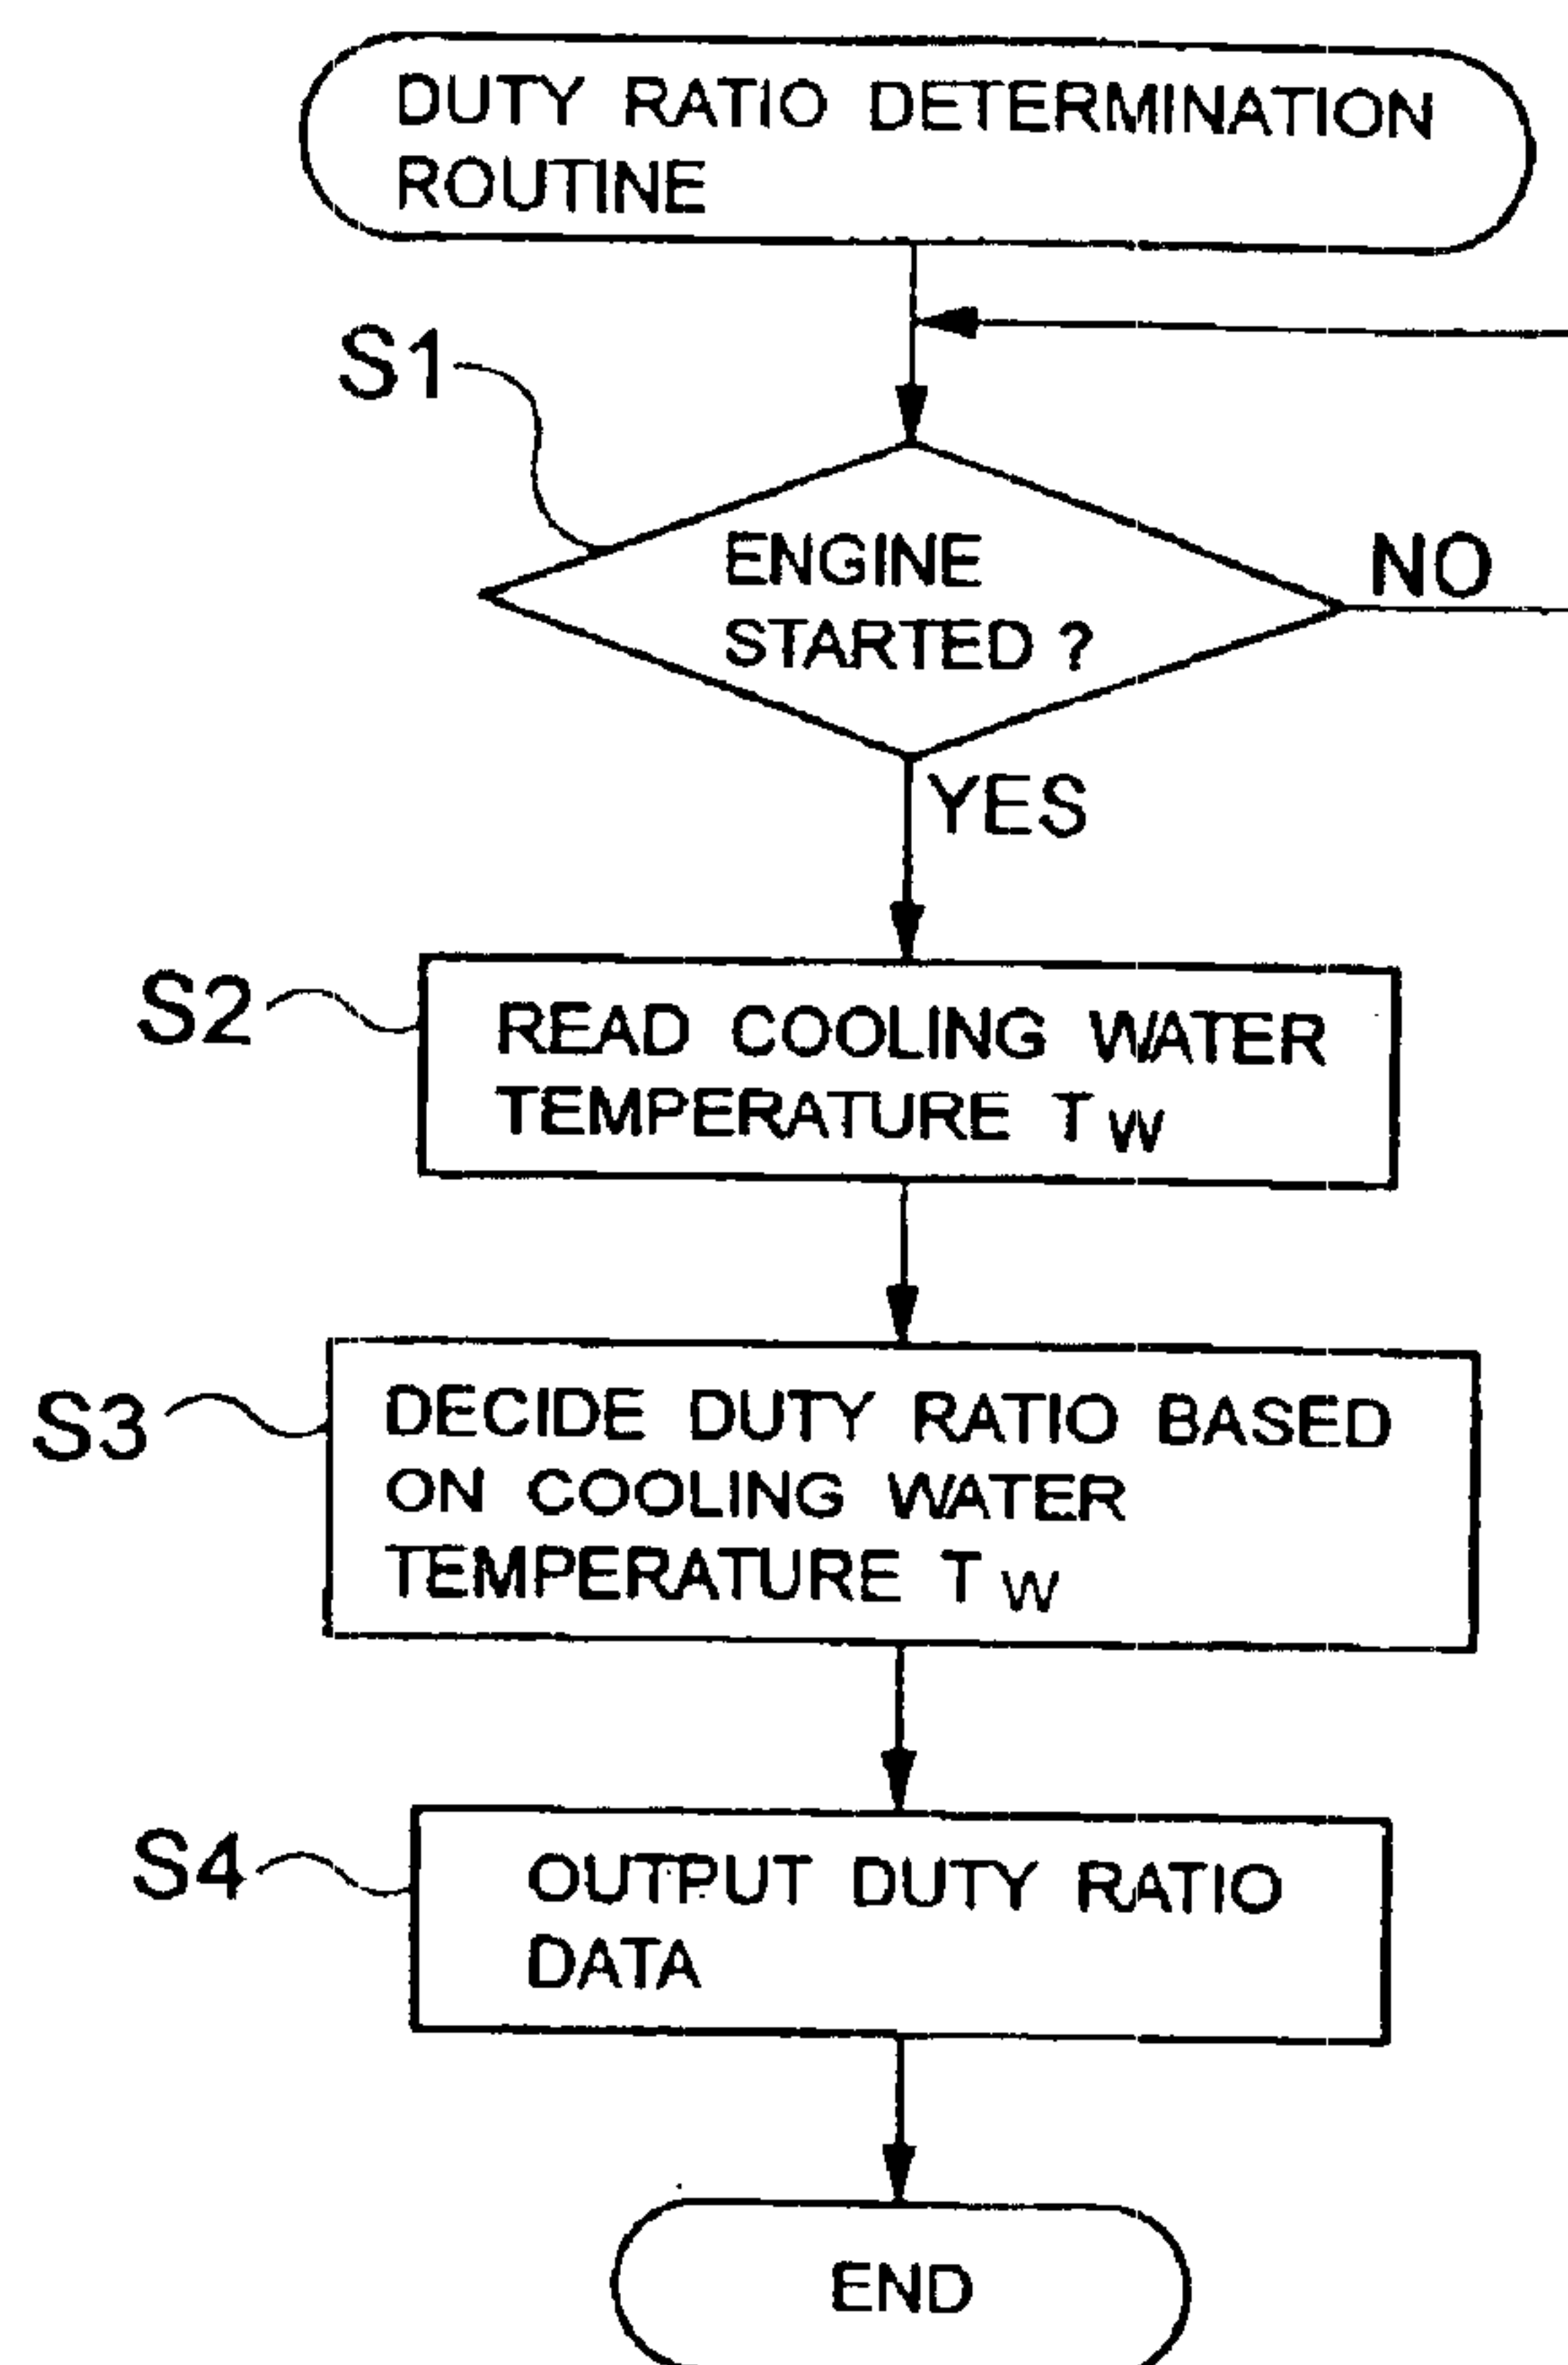 DUTY RATIO DETERMINATION
ROUTINE
S1
ENGINE
STARTED ?
NO
YES
S2
READ COOLING WATER
TEMPERATURE TW
S3
DECIDE DUTY RATIO BASED
ON COOLING WATER
TEMPERATURE TW
S4
OUTPUT DUTY RATIO
DATA
END